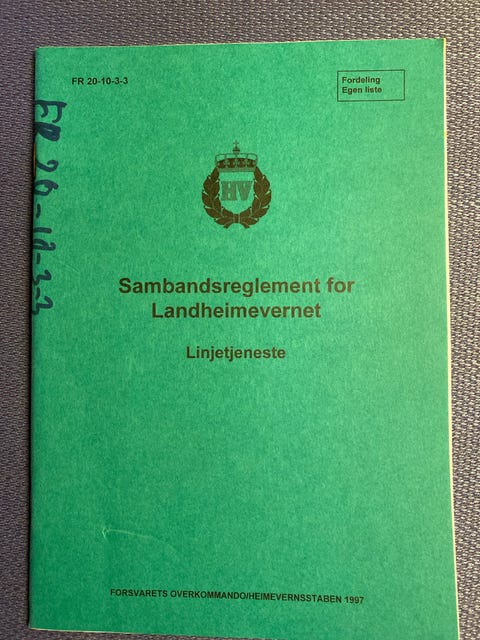 FR 20-10-3-3
Fordeling
Egen liste
FR 20-10-3-3
HV
Sambandsreglement for
Landheimevernet
Linjetjeneste
FORSVARETS OVERKOMMANDO/HEIMEVERNSSTABEN 1997